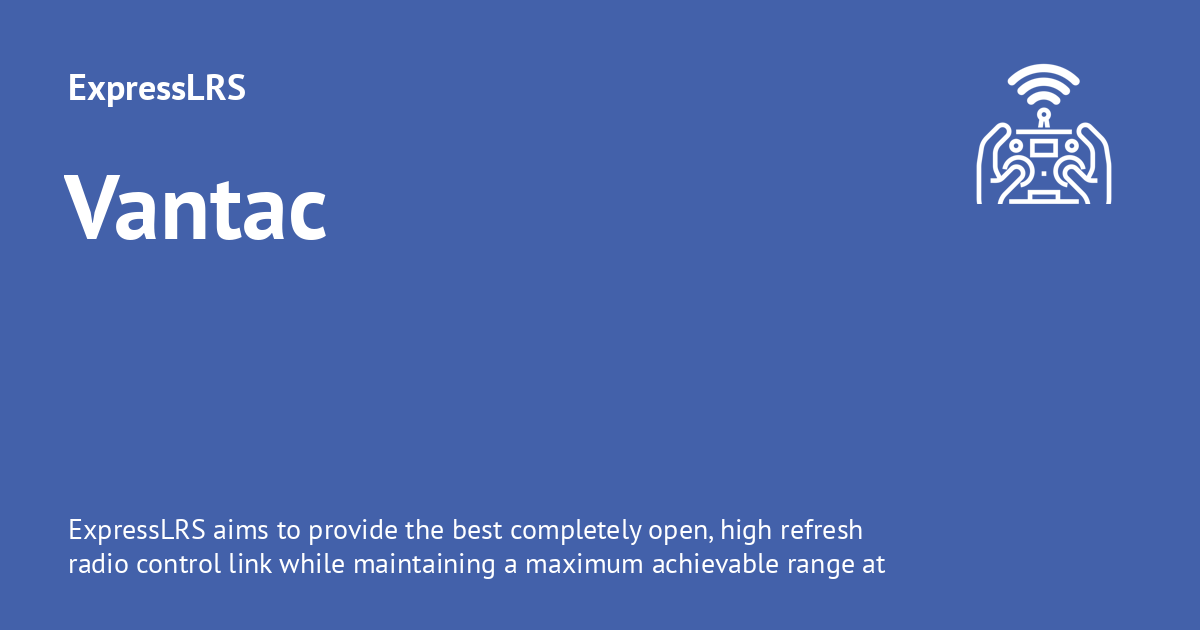 ExpressLRS
Vantac
ExpressLRS aims to provide the best completely open, high refresh
radio control link while maintaining a maximum achievable range at